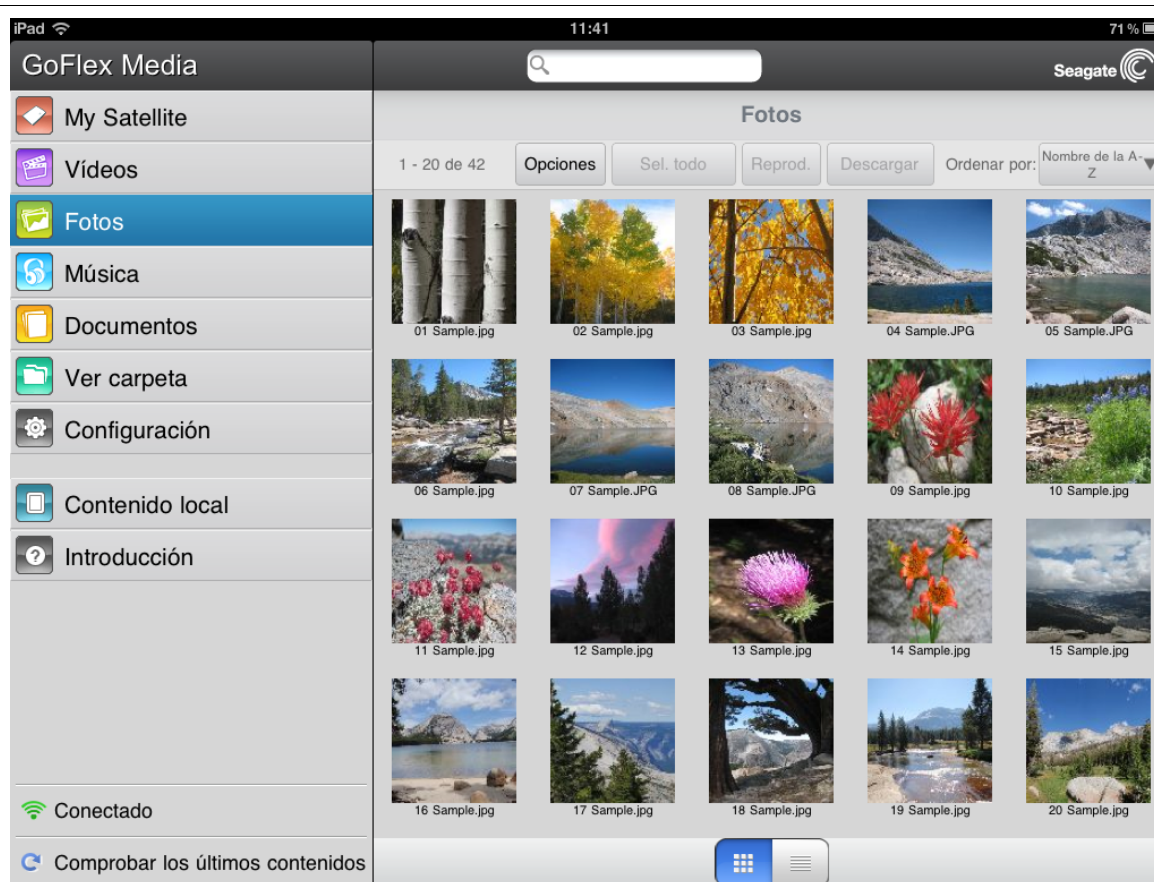 iPad 11:41 71 %
GoFlex Media
Seagate
My Satellite
Vídeos
Fotos
Música
Documentos
Ver carpeta
Configuración
Contenido local
Introducción
Conectado
Comprobar los últimos contenidos
Fotos
1 - 20 de 42 Opciones Sel. todo Reprod. Descargar Ordenar por: Nombre de la A-
Z
01 Sample.jpg 02 Sample.jpg 03 Sample.jpg 04 Sample.JPG 05 Sample.JPG
06 Sample.jpg 07 Sample.JPG 08 Sample.JPG 09 Sample.jpg 10 Sample.jpg
11 Sample.jpg 12 Sample.jpg 13 Sample.jpg 14 Sample.jpg 15 Sample.jpg
16 Sample.jpg 17 Sample.jpg 18 Sample.jpg 19 Sample.jpg 20 Sample.jpg